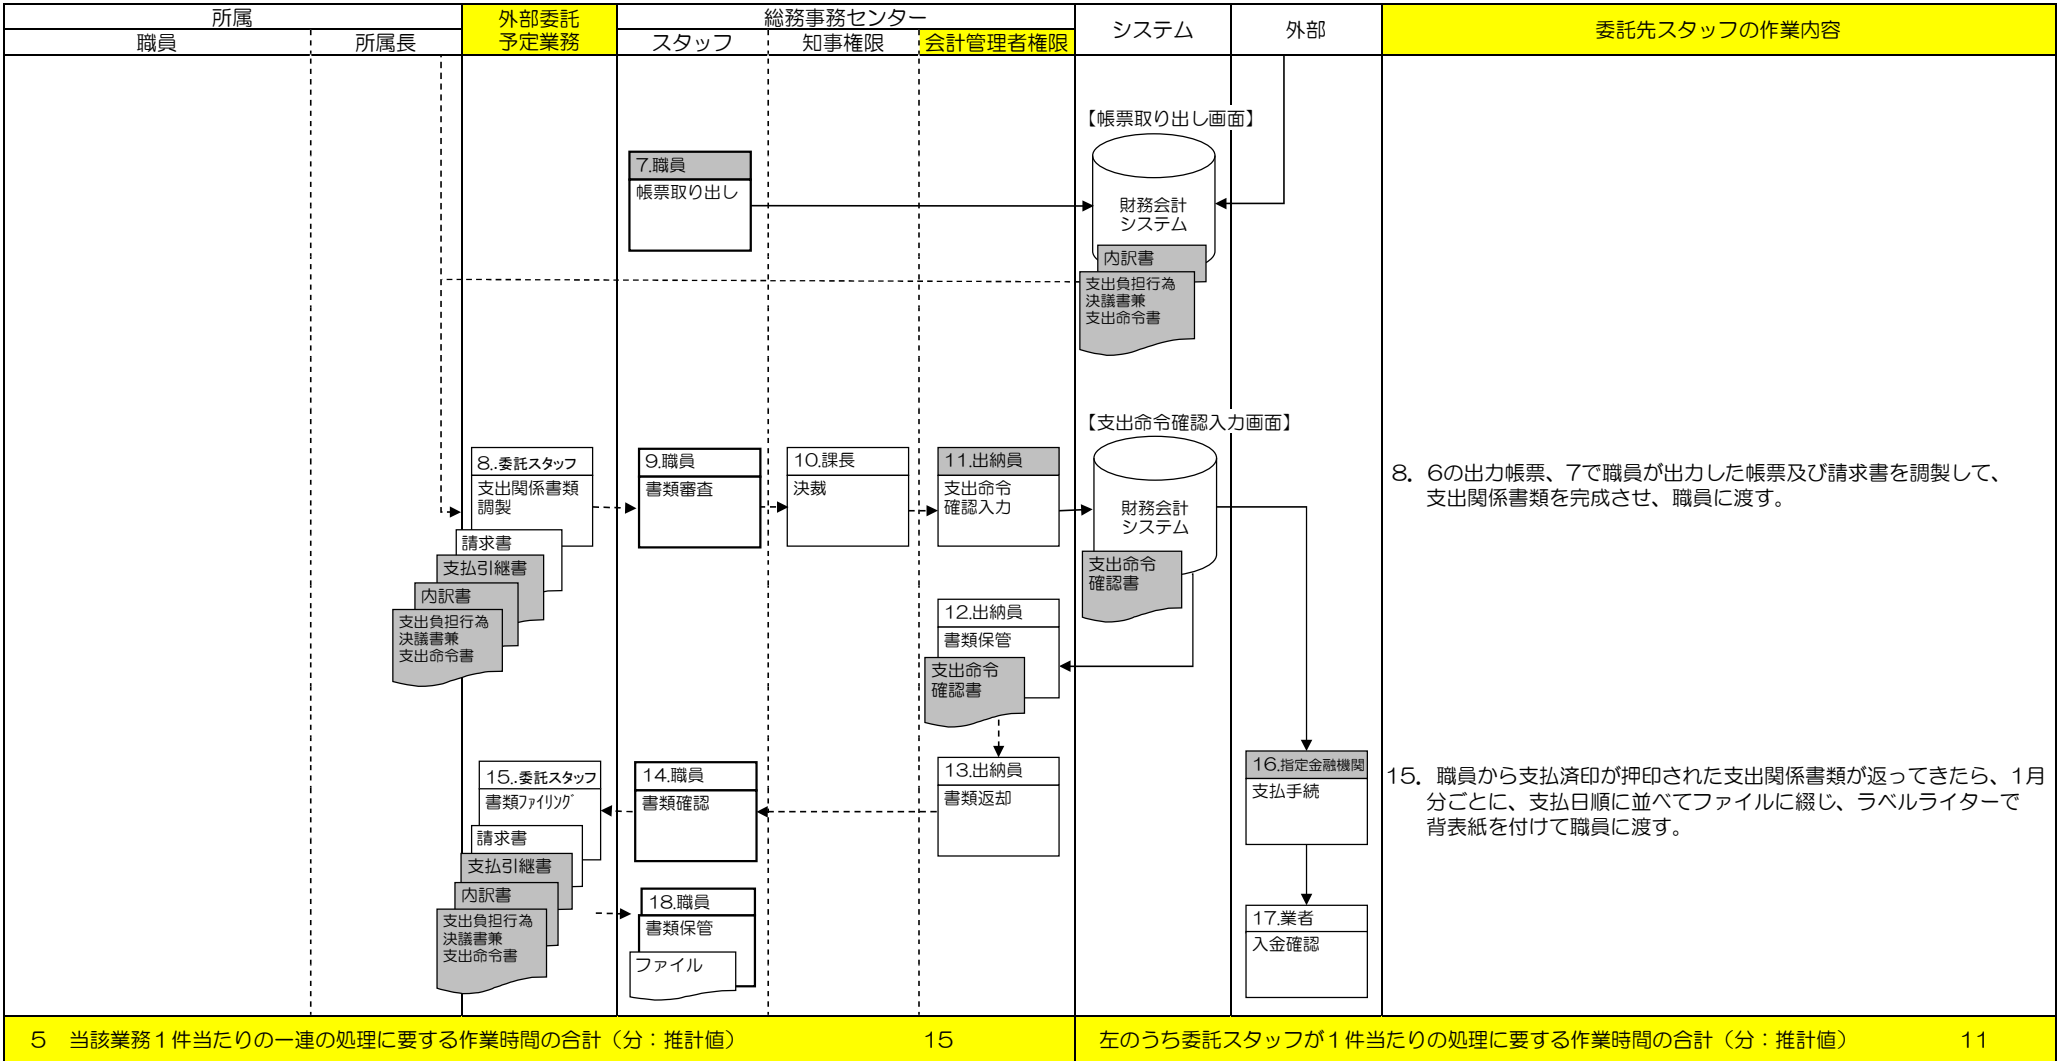 所属
外部委託
予定業務
総務事務センター
システム
外部
委託先スタッフの作業内容
職員
所属長
スタッフ
知事権限
会計管理者権限
【帳票取り出し画面】
7.職員
帳票取り出し
財務会計
システム
内訳書
支出負担行為
決議書兼
支出命令書
【支出命令確認入力画面】
8..委託スタッフ
支出関係書類
調製
請求書
支払引継書
内訳書
支出負担行為
決議書兼
支出命令書
9.職員
書類審査
10.課長
決裁
11.出納員
支出命令
確認入力
財務会計
システム
支出命令
確認書
8.6の出力帳票、7で職員が出力した帳票及び請求書を調製して、
支出関係書類を完成させ、職員に渡す。
12.出納員
書類保管
支出命令
確認書
13.出納員
書類返却
14.職員
書類確認
15..委託スタッフ
書類ﾌｧｲﾘﾝｸﾞ
請求書
支払引継書
内訳書
支出負担行為
決議書兼
支出命令書
16.指定金融機関
支払手続
15.職員から支払済印が押印された支出関係書類が返ってきたら、1月
分ごとに、支払日順に並べてファイルに綴じ、ラベルライターで
背表紙を付けて職員に渡す。
18.職員
書類保管
ファイル
17.業者
入金確認
5 当該業務1件当たりの一連の処理に要する作業時間の合計(分:推計値) 15
左のうち委託スタッフが1件当たりの処理に要する作業時間の合計(分:推計値) 11